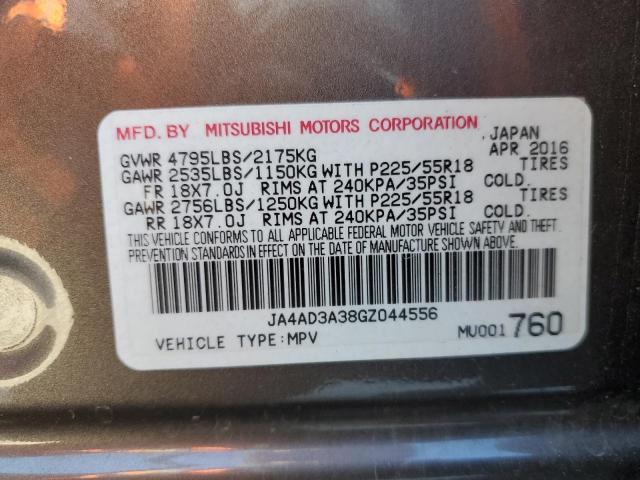 MFD. BY MITSUBISHI MOTORS CORPORATION JAPAN
GVWR 4795LBS/2175KG APR 2016
GAWR 2535LBS/1150KG WITH P225/55R18 TIRES
FR 18X7.0J RIMS AT 240KPA/35PSI COLD.
GAWR 2756LBS/1250KG WITH P225/55R18 TIRES
RR 18X7.0J RIMS AT 240KPA/35PSI COLD.
THIS VEHICLE CONFORMS TO ALL APPLICABLE FEDERAL MOTOR VEHICLE SAFETY AND THEFT
PREVENTION STANDARDS IN EFFECT ON THE DATE OF MANUFACTURE SHOWN ABOVE.
JA4AD3A38GZ044556
VEHICLE TYPE:MPV MU001760